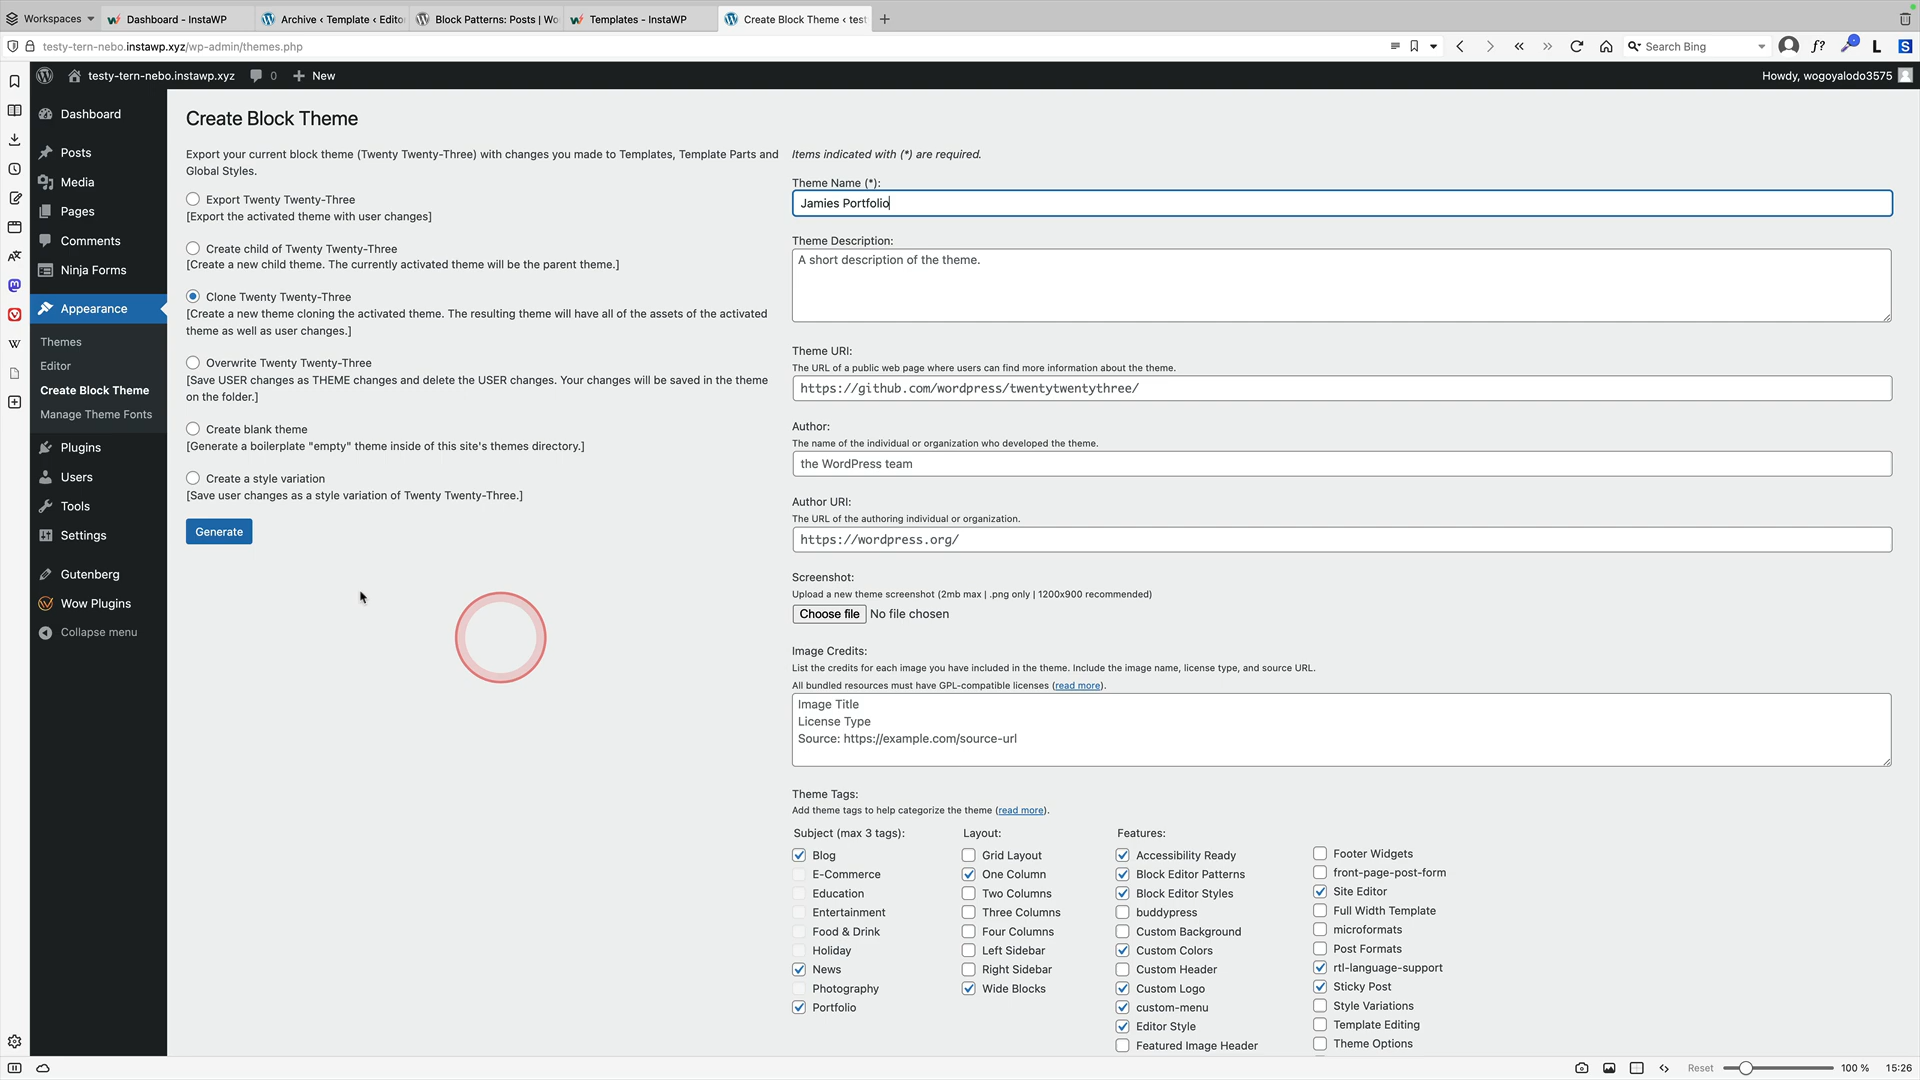 Workspaces
Dashboard - InstaWP
Archive ‹ Template ‹ Edito
Block Patterns: Posts | Wo
Templates - InstaWP
Create Block Theme ‹ test
testy-tern-nebo.instawp.xyz/wp-admin/themes.php
Search Bing
f?
L
S
testy-tern-nebo.instawp.xyz
0
New
Howdy, wogoyalodo3575
Dashboard
Posts
Media
Pages
Comments
Ninja Forms
Appearance
Themes
Editor
Create Block Theme
Manage Theme Fonts
Plugins
Users
Tools
Settings
Gutenberg
Wow Plugins
Collapse menu
Create Block Theme
Export your current block theme (Twenty Twenty-Three) with changes you made to Templates, Template Parts and
Global Styles.
Export Twenty Twenty-Three
[Export the activated theme with user changes]
Create child of Twenty Twenty-Three
[Create a new child theme. The currently activated theme will be the parent theme.]
Clone Twenty Twenty-Three
[Create a new theme cloning the activated theme. The resulting theme will have all of the assets of the activated
theme as well as user changes.]
Overwrite Twenty Twenty-Three
[Save USER changes as THEME changes and delete the USER changes. Your changes will be saved in the theme
on the folder.]
Create blank theme
[Generate a boilerplate "empty" theme inside of this site's themes directory.]
Create a style variation
[Save user changes as a style variation of Twenty Twenty-Three.]
Generate
Items indicated with (*) are required.
Theme Name (*):
Jamies Portfolio
Theme Description:
A short description of the theme.
Theme URI:
The URL of a public web page where users can find more information about the theme.
https://github.com/wordpress/twentytwentythree/
Author:
The name of the individual or organization who developed the theme.
the WordPress team
Author URI:
The URL of the authoring individual or organization.
https://wordpress.org/
Screenshot:
Upload a new theme screenshot (2mb max | .png only | 1200x900 recommended)
Choose file No file chosen
Image Credits:
List the credits for each image you have included in the theme. Include the image name, license type, and source URL.
All bundled resources must have GPL-compatible licenses (read more).
Image Title
License Type
Source: https://example.com/source-url
Theme Tags:
Add theme tags to help categorize the theme (read more).
Subject (max 3 tags):
Blog
E-Commerce
Education
Entertainment
Food & Drink
Holiday
News
Photography
Portfolio
Layout:
Grid Layout
One Column
Two Columns
Three Columns
Four Columns
Left Sidebar
Right Sidebar
Wide Blocks
Features:
Accessibility Ready
Block Editor Patterns
Block Editor Styles
buddypress
Custom Background
Custom Colors
Custom Header
Custom Logo
custom-menu
Editor Style
Featured Image Header
Footer Widgets
front-page-post-form
Site Editor
Full Width Template
microformats
Post Formats
rtl-language-support
Sticky Post
Style Variations
Template Editing
Theme Options
Reset
100 %
15:26